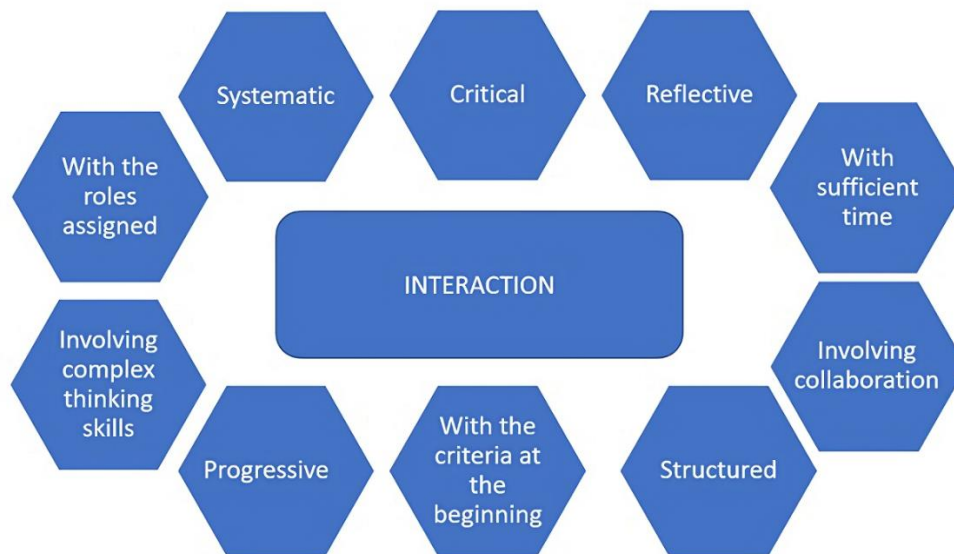 Systematic
Critical
Reflective
With the
roles
assigned
With
sufficient
time
INTERACTION
Involving
complex
thinking
skills
Involving
collaboration
Progressive
With the
criteria at
the
beginning
Structured